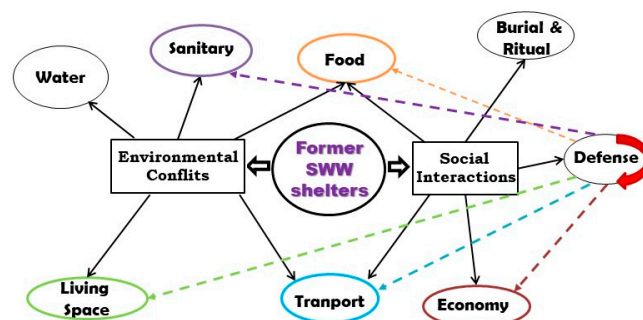 Burial &
Ritual
Sanitary
Food
Water
Environmental
Conflits
Former
SWW
shelters
Social
Interactions
Defense
Living
Space
Tranport
Economy